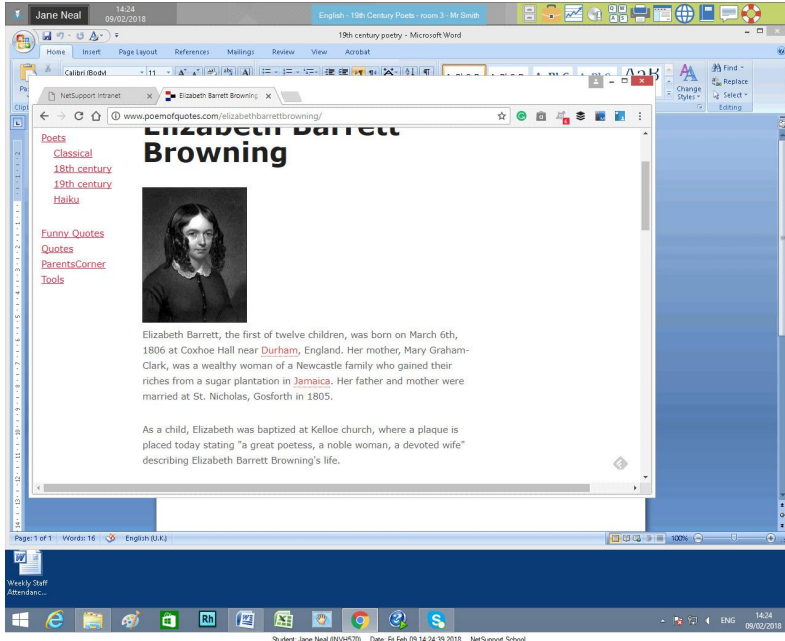 Jane Neal
14:24
09/02/2018
English - 19th Century Poets - room 3 - Mr Smith
19th century poetry - Microsoft Word
Home Insert Page Layout References Mailings Review View Acrobat
Calibri (Body) 11
Find
Replace
Select
Change
Styles
Editing
NetSupport Intranet
Elizabeth Barrett Browning
www.poemofquotes.com/elizabethbarrettbrowning/
Poets
Classical
18th century
19th century
Haiku
Funny Quotes
Quotes
ParentsCorner
Tools
Elizabeth Barrett
Browning
Elizabeth Barrett, the first of twelve children, was born on March 6th,
1806 at Coxhoe Hall near Durham, England. Her mother, Mary Graham-
Clark, was a wealthy woman of a Newcastle family who gained their
riches from a sugar plantation in Jamaica. Her father and mother were
married at St. Nicholas, Gosforth in 1805.
As a child, Elizabeth was baptized at Kelloe church, where a plaque is
placed today stating "a great poetess, a noble woman, a devoted wife"
describing Elizabeth Barrett Browning's life.
Page: 1 of 1 Words: 16 English (U.K.)
100%
Weekly Staff
Attendanc...
Rh
ENG
14:24
09/02/2018
Student: Jane Neal (INVH570) Date: Fri Feb 09 14:24:39 2018 NetSupport School